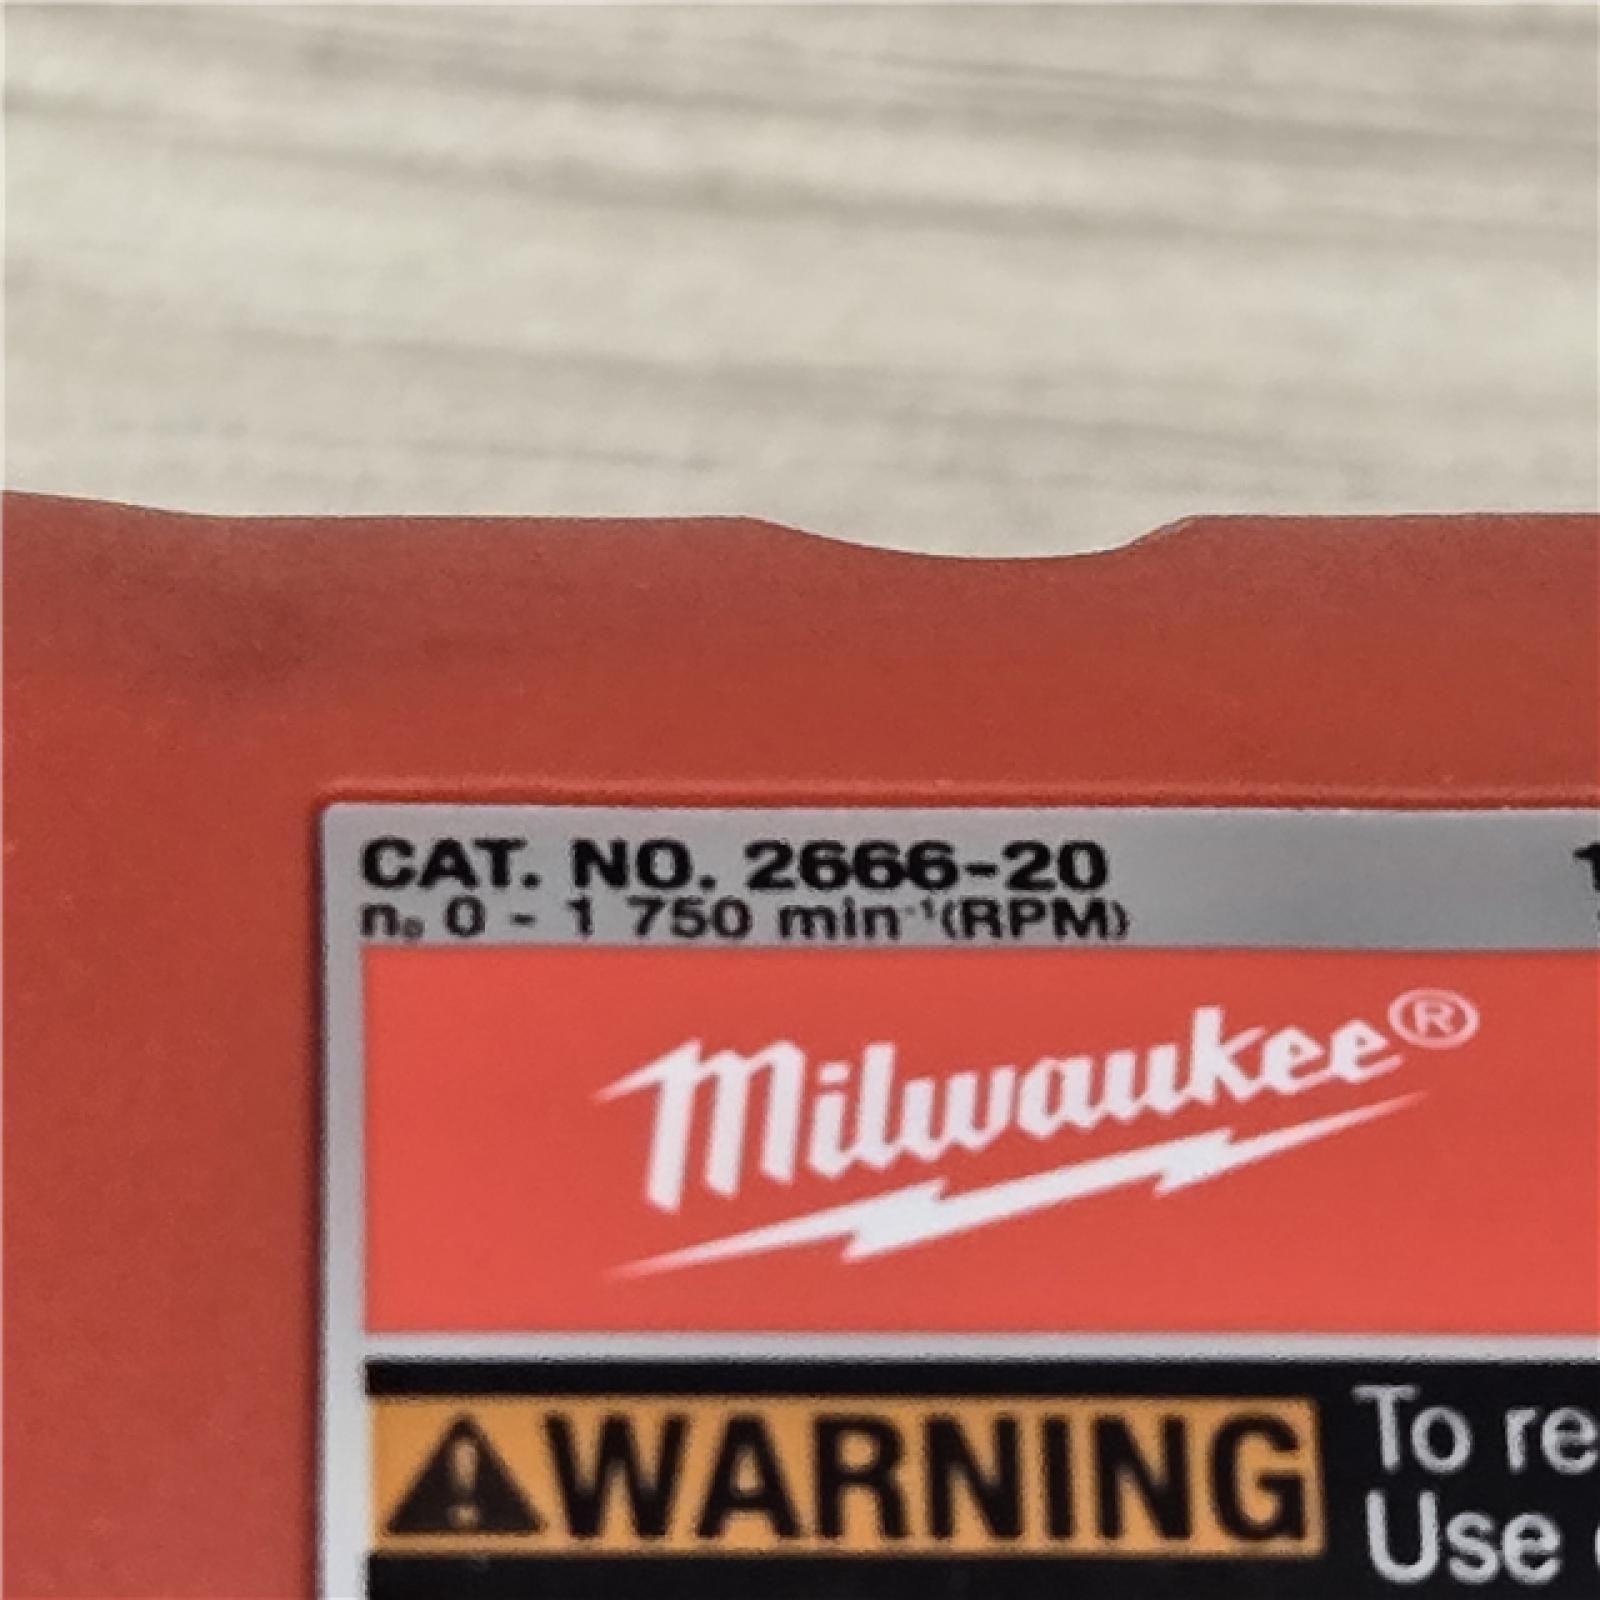 CAT. NO. 2666-20
n₀ 0 - 1 750 min⁻¹(RPM)
Milwaukee®
WARNING
To re
Use